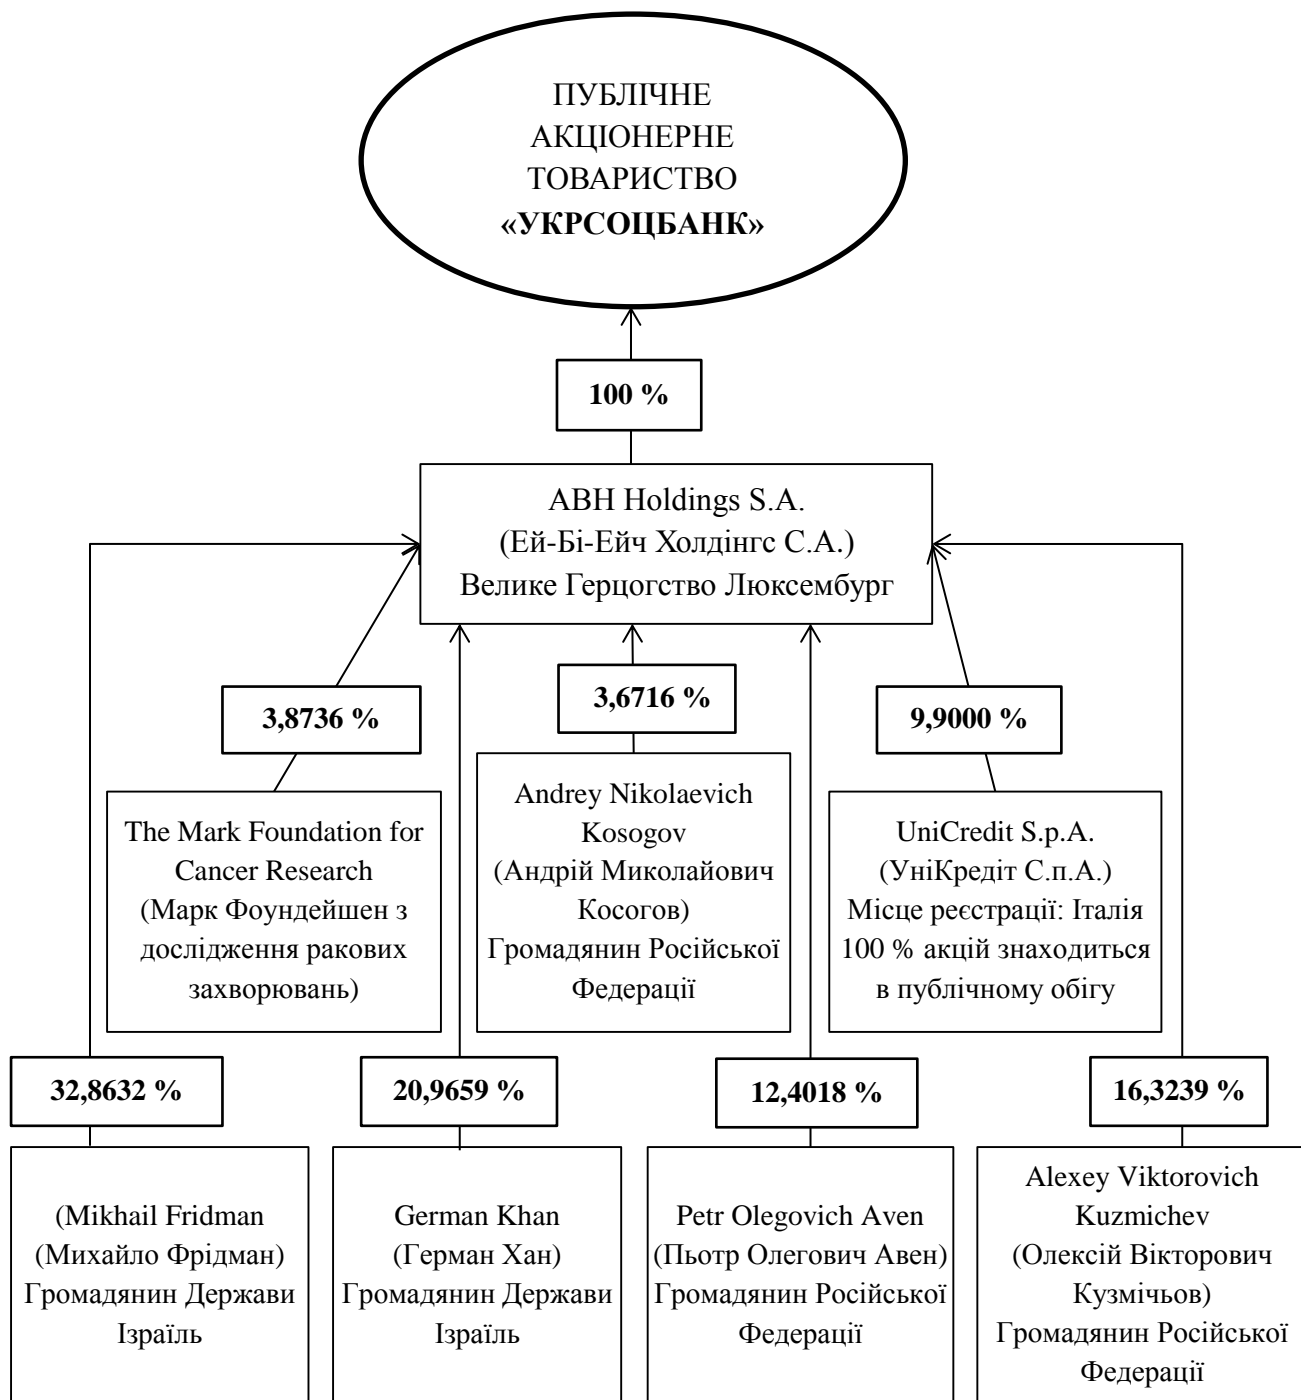 ПУБЛІЧНЕ
АКЦІОНЕРНЕ
ТОВАРИСТВО
«УКРСОЦБАНК»
100 %
ABH Holdings S.A.
(Ей-Бі-Ейч Холдінгс С.А.)
Велике Герцогство Люксембург
3,8736 %
3,6716 %
9,9000 %
The Mark Foundation for
Cancer Research
(Марк Фоундейшен з
дослідження ракових
захворювань)
Andrey Nikolaevich
Kosogov
(Андрій Миколайович
Косогов)
Громадянин Російської
Федерації
UniCredit S.p.A.
(УніКредіт С.п.А.)
Місце реєстрації: Італія
100 % акцій знаходиться
в публічному обігу
32,8632 %
20,9659 %
12,4018 %
16,3239 %
(Mikhail Fridman
(Михайло Фрідман)
Громадянин Держави
Ізраїль
German Khan
(Герман Хан)
Громадянин Держави
Ізраїль
Petr Olegovich Aven
(Пьотр Олегович Авен)
Громадянин Російської
Федерації
Alexey Viktorovich
Kuzmichev
(Олексій Вікторович
Кузмічьов)
Громадянин Російської
Федерації